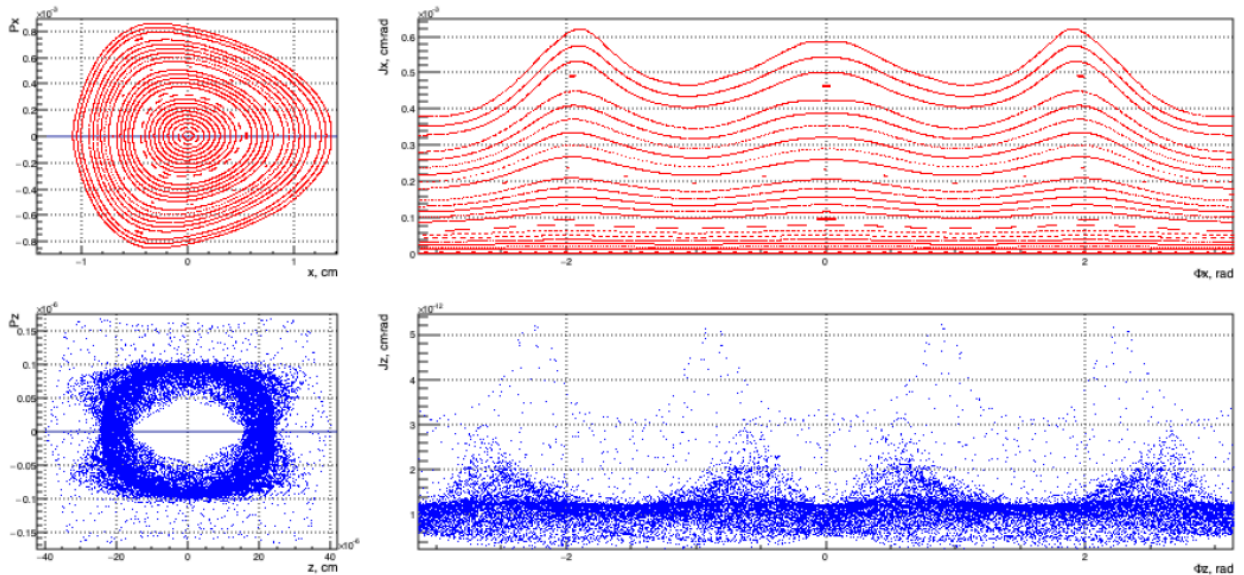 ×10⁻³
Px
0.8
0.6
0.4
0.2
0
−0.2
−0.4
−0.6
−0.8
−1 0 1
x, cm
×10⁻³
Jx, cm·rad
0.6
0.5
0.4
0.3
0.2
0.1
0
−2 0 2
Φx, rad
×10⁻⁶
Pz
0.15
0.1
0.05
0
−0.05
−0.1
−0.15
−40 −20 0 20 40
×10⁻⁶
z, cm
×10⁻¹²
Jz, cm·rad
5
4
3
2
1
−2 0 2
Φz, rad